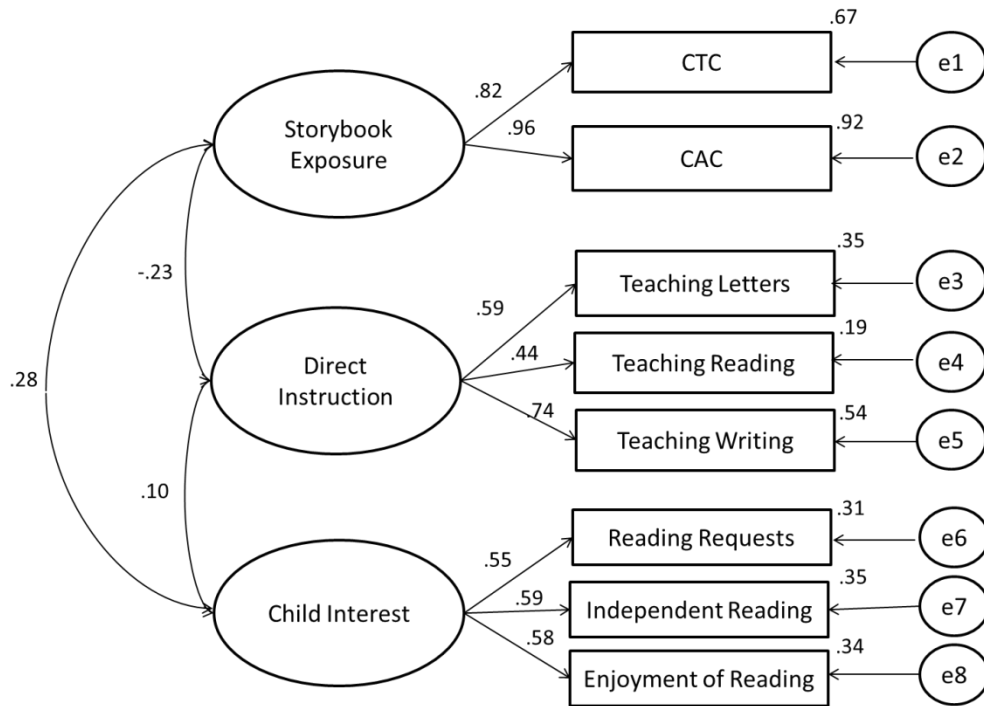 .67
CTC
e1
.82
Storybook
Exposure
.96
.92
CAC
e2
-.23
.35
Teaching Letters
e3
.59
.19
.44
Teaching Reading
e4
Direct
Instruction
.28
.74
.54
Teaching Writing
e5
.10
.31
Reading Requests
e6
.55
.35
.59
Independent Reading
e7
Child Interest
.58
.34
Enjoyment of Reading
e8